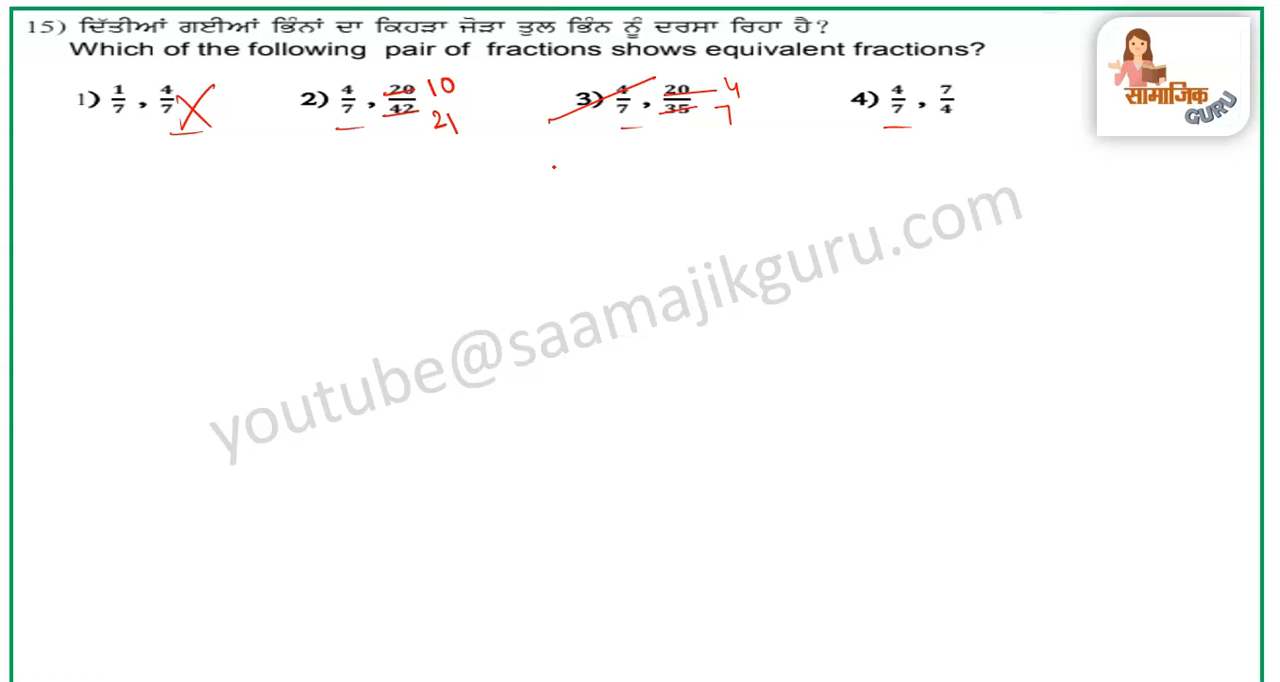 15) ਦਿੱਤੀਆਂ ਗਈਆਂ ਭਿੰਨਾਂ ਦਾ ਕਿਹੜਾ ਜੋੜਾ ਤੁਲ ਭਿੰਨ ਨੂੰ ਦਰਸਾ ਰਿਹਾ ਹੈ?
Which of the following pair of fractions shows equivalent fractions?
1) 1/7 , 4/7 2) 4/7 , 20/42 10/21 3) 4/7 , 20/35 4/7 4) 4/7 , 7/4
सामाजिक
GURU
youtube@saamajikguru.com